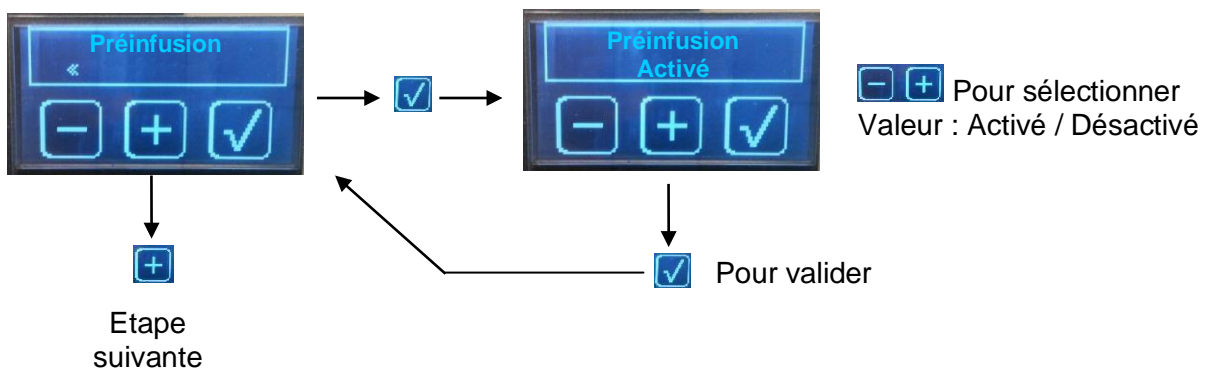 Préinfusion
«
- + √
√
Préinfusion
Activé
- + √
- + Pour sélectionner
Valeur : Activé / Désactivé
+
Etape
suivante
√ Pour valider